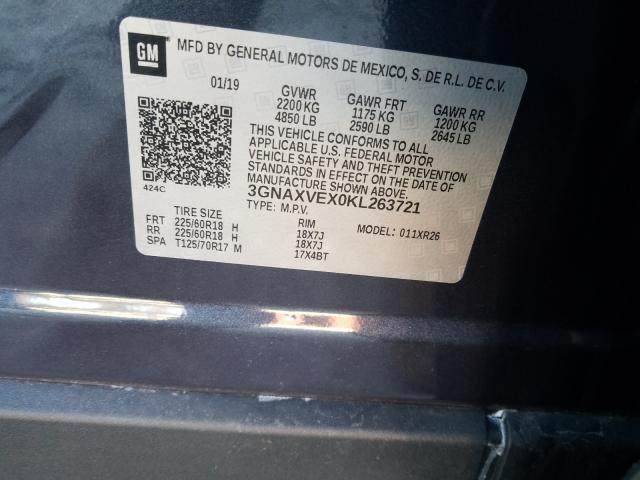 GM
MFD BY GENERAL MOTORS DE MEXICO, S. DE R.L. DE C.V.
01/19 GVWR GAWR FRT GAWR RR
2200 KG 1175 KG 1200 KG
4850 LB 2590 LB 2645 LB
THIS VEHICLE CONFORMS TO ALL
APPLICABLE U.S. FEDERAL MOTOR
VEHICLE SAFETY AND THEFT PREVENTION
STANDARDS IN EFFECT ON THE DATE OF
MANUFACTURE SHOWN ABOVE.
424C 3GNAXVEX0KL263721
TYPE: M.P.V. MODEL: 011XR26
TIRE SIZE RIM
FRT 225/60R18 H 18X7J
RR 225/60R18 H 18X7J
SPA T125/70R17 M 17X4BT